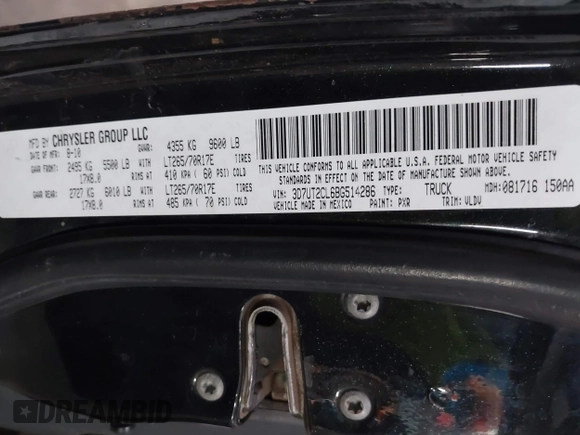 MFD BY CHRYSLER GROUP LLC
DATE OF MFR 8-10 GVWR: 4355 KG 9600 LB
GAWR FRONT: 2495 KG 5500 LB WITH LT265/70R17E TIRES
17X8.0 RIMS AT 410 KPA ( 60 PSI) COLD
GAWR REAR: 2727 KG 6010 LB WITH LT265/70R17E TIRES
17X8.0 RIMS AT 485 KPA ( 70 PSI) COLD
THIS VEHICLE CONFORMS TO ALL APPLICABLE U.S.A. FEDERAL MOTOR VEHICLE SAFETY
STANDARDS IN EFFECT ON THE DATE OF MANUFACTURE SHOWN ABOVE.
VIN: 3D7UT2CL6BG514286 TYPE: TRUCK MDH: 081716 150AA
VEHICLE MADE IN MEXICO PAINT: PXR TRIM: VLDV
DREAMBID